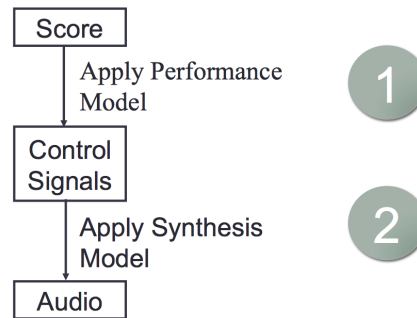 Score
Apply Performance
Model
1
Control
Signals
Apply Synthesis
Model
2
Audio